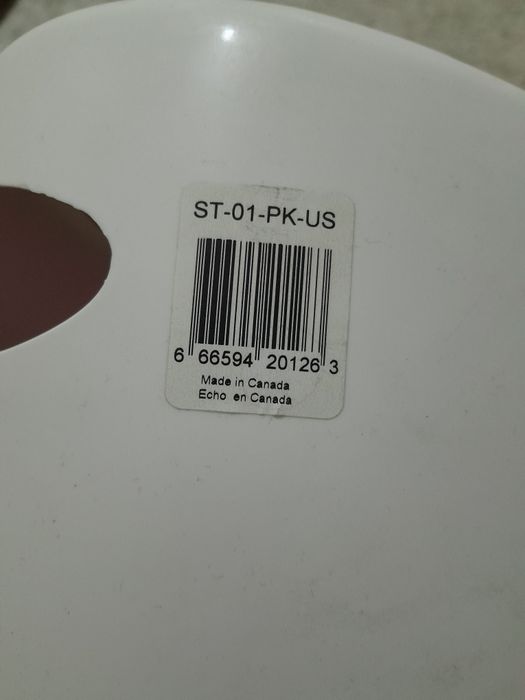 ST-01-PK-US
6 66594 20126 3
Made in Canada
Echo en Canada